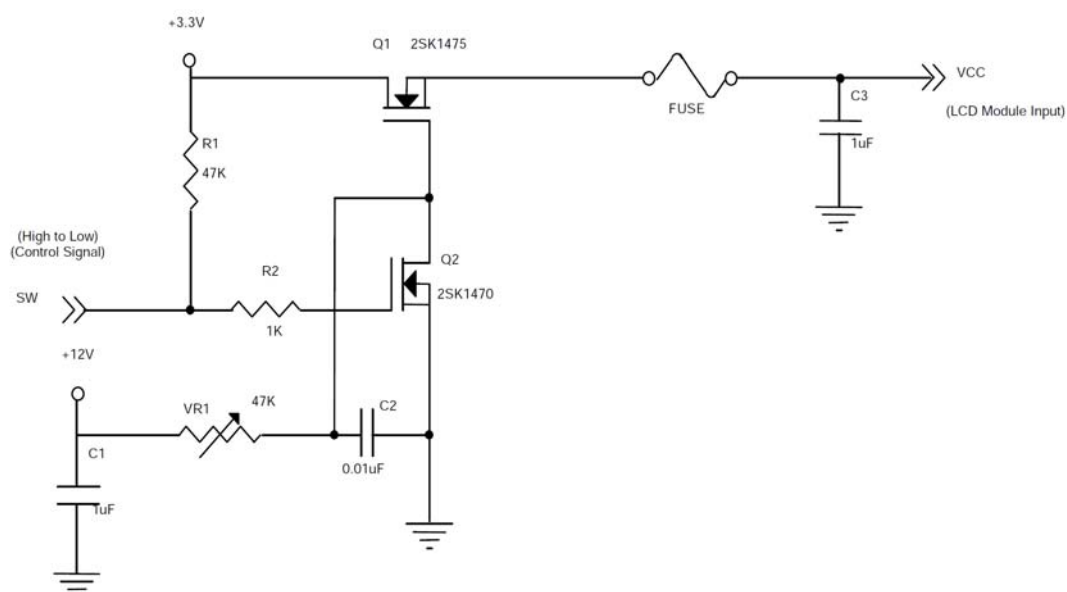 +3.3V
Q1 2SK1475
VCC
FUSE
C3
(LCD Module Input)
R1
1uF
47K
(High to Low)
(Control Signal)
Q2
R2
SW
2SK1470
1K
+12V
VR1
47K
C2
C1
0.01uF
1uF